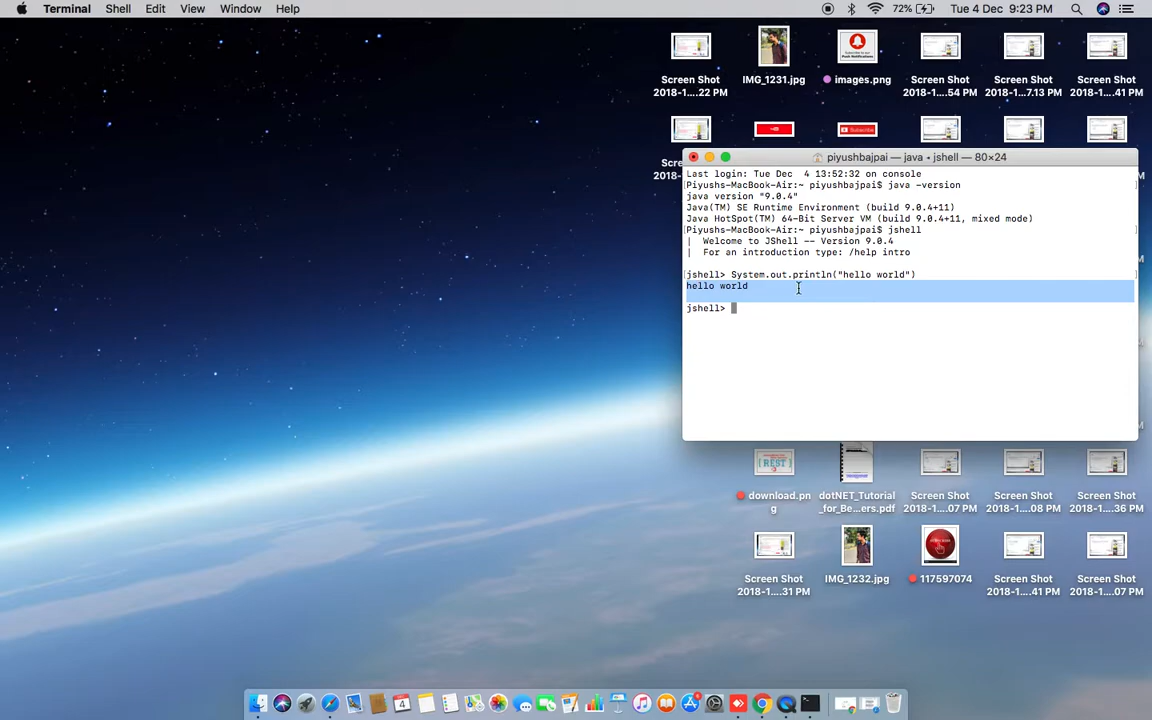 Terminal Shell Edit View Window Help 72% Tue 4 Dec 9:23 PM
Screen Shot
2018-1....22 PM
IMG_1231.jpg
images.png
Screen Shot
2018-1....54 PM
Screen Shot
2018-1....7.13 PM
Screen Shot
2018-1....41 PM
Subscribe
piyushbajpai — java • jshell — 80×24
Last login: Tue Dec  4 13:52:32 on console
[Piyushs-MacBook-Air:~ piyushbajpai$ java -version ]
java version "9.0.4"
Java(TM) SE Runtime Environment (build 9.0.4+11)
Java HotSpot(TM) 64-Bit Server VM (build 9.0.4+11, mixed mode)
[Piyushs-MacBook-Air:~ piyushbajpai$ jshell ]
|  Welcome to JShell -- Version 9.0.4
|  For an introduction type: /help intro
[jshell> System.out.println("hello world") ]
hello world
jshell>
{ REST }
download.pn
g
dotNET_Tutorial
_for_Be...ers.pdf
Screen Shot
2018-1....07 PM
Screen Shot
2018-1....08 PM
Screen Shot
2018-1....36 PM
Screen Shot
2018-1....31 PM
IMG_1232.jpg
117597074
Screen Shot
2018-1....41 PM
Screen Shot
2018-1....07 PM